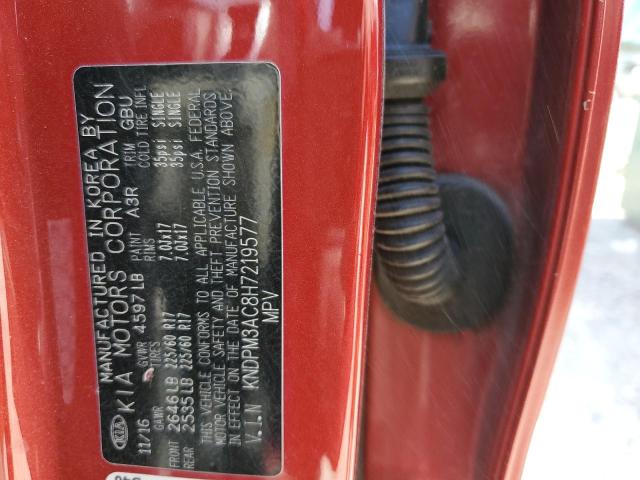 MANUFACTURED IN KOREA BY
KIA KIA MOTORS CORPORATION
11/16 GVWR 4597 LB PAINT A3R TRIM GBU
GAWR TIRES RIMS COLD TIRE INFL
FRONT 2646 LB 225/60 R17 7.0Jx17 35psi SINGLE
REAR 2535 LB 225/60 R17 7.0Jx17 35psi SINGLE
THIS VEHICLE CONFORMS TO ALL APPLICABLE U.S.A. FEDERAL
MOTOR VEHICLE SAFETY AND THEFT PREVENTION STANDARDS
IN EFFECT ON THE DATE OF MANUFACTURE SHOWN ABOVE.
V.I.N KNDPM3AC8H7219577
MPV